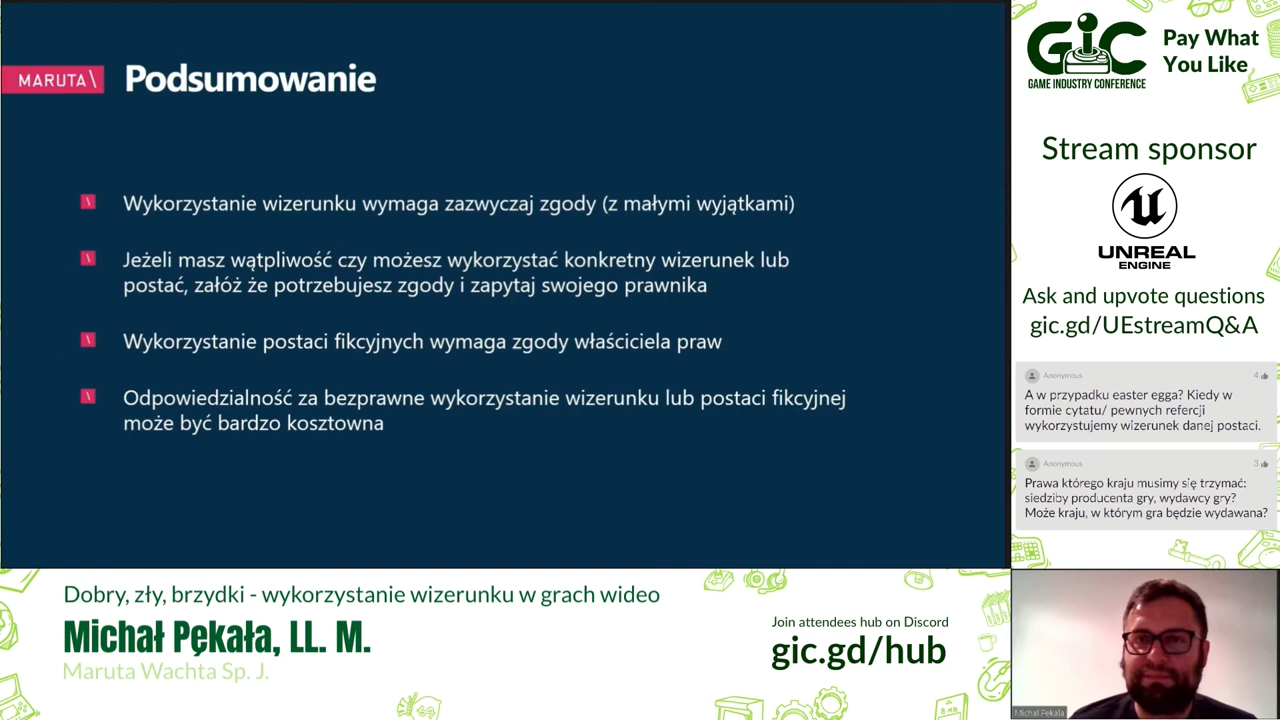 MARUTA\
Podsumowanie
Wykorzystanie wizerunku wymaga zazwyczaj zgody (z małymi wyjątkami)
Jeżeli masz wątpliwość czy możesz wykorzystać konkretny wizerunek lub
postać, załóż że potrzebujesz zgody i zapytaj swojego prawnika
Wykorzystanie postaci fikcyjnych wymaga zgody właściciela praw
Odpowiedzialność za bezprawne wykorzystanie wizerunku lub postaci fikcyjnej
może być bardzo kosztowna
GiC
GAME INDUSTRY CONFERENCE
Pay What
You Like
Stream sponsor
UNREAL
ENGINE
Ask and upvote questions
gic.gd/UEstreamQ&A
Anonymous 4
A w przypadku easter egga? Kiedy w
formie cytatu/ pewnych refercji
wykorzystujemy wizerunek danej postaci.
Anonymous 3
Prawa którego kraju musimy się trzymać:
siedziby producenta gry, wydawcy gry?
Może kraju, w którym gra będzie wydawana?
Dobry, zły, brzydki - wykorzystanie wizerunku w grach wideo
Michał Pękała, LL. M.
Maruta Wachta Sp. J.
Join attendees hub on Discord
gic.gd/hub
Michał Pękała